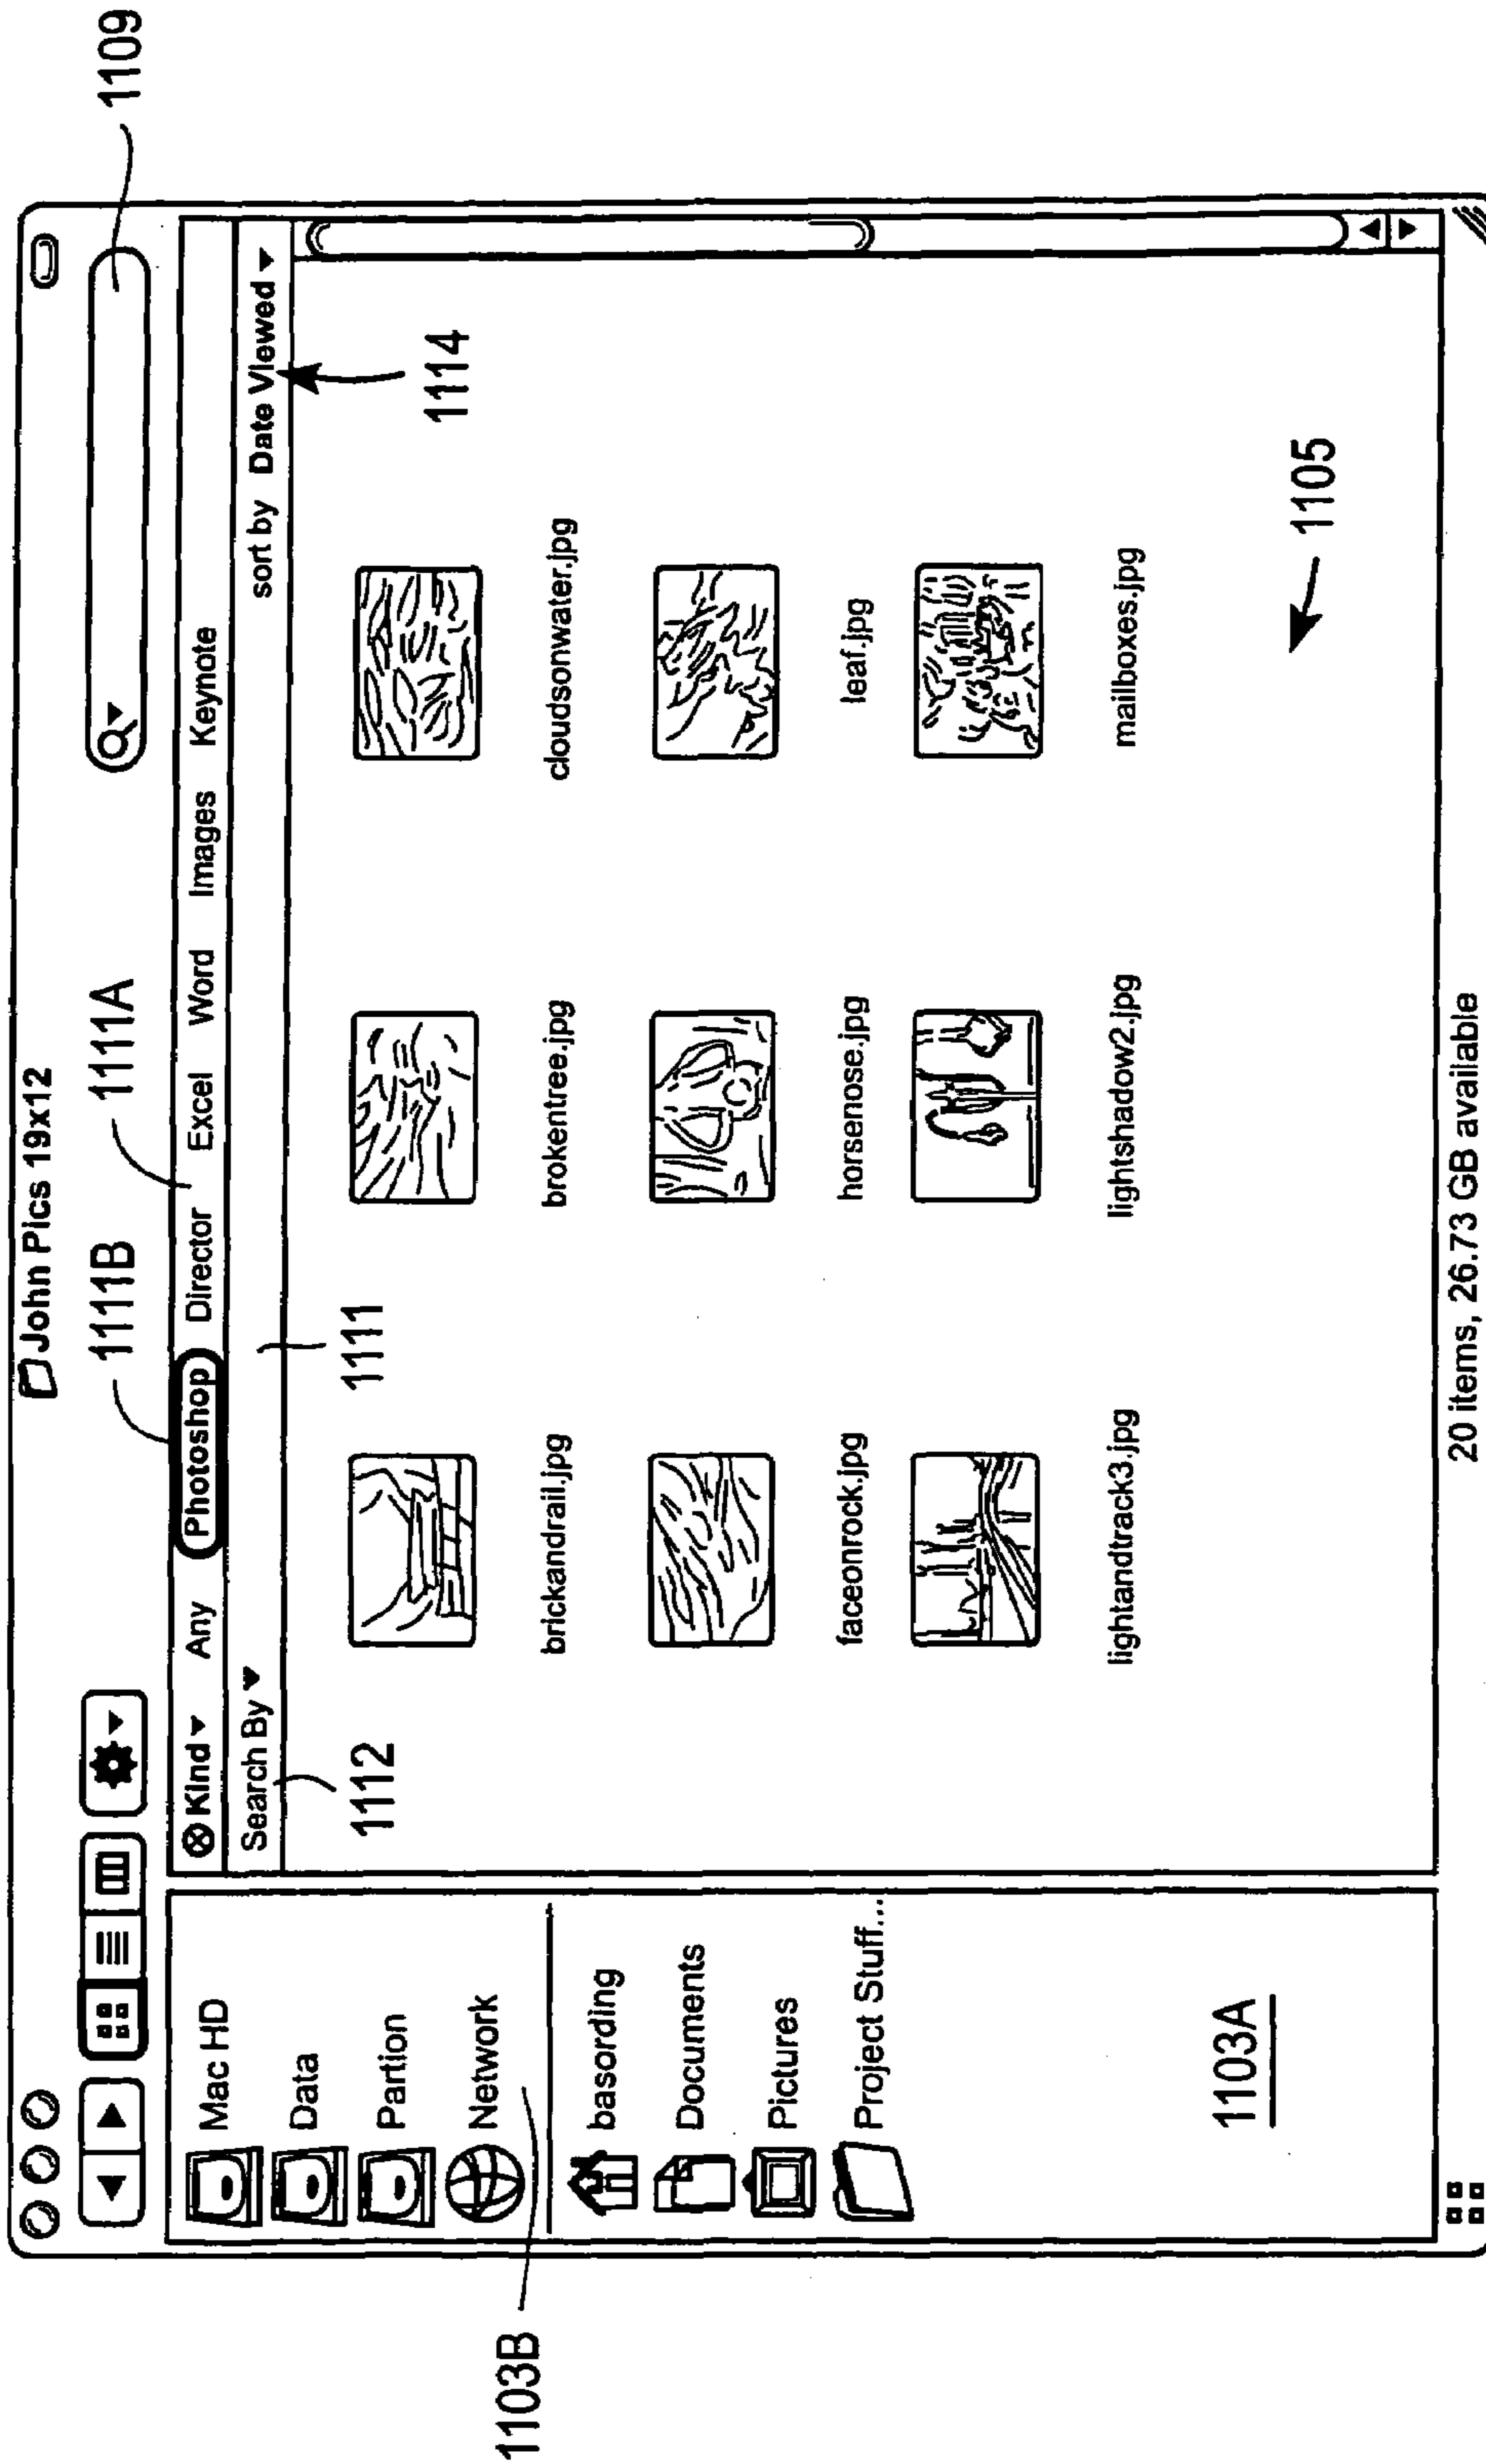 John Pics 19x12
1111B
1111A
1109
Kind Any Photoshop Director Excel Word Images Keynote
Search By
sort by Date Viewed
1112
1111
1114
Mac HD
Data
Partion
Network
1103B
basording
Documents
Pictures
Project Stuff...
1103A
brickandrail.jpg
brokentree.jpg
cloudsonwater.jpg
faceonrock.jpg
horsenose.jpg
leaf.jpg
lightandtrack3.jpg
lightshadow2.jpg
mailboxes.jpg
1105
20 items, 26.73 GB available